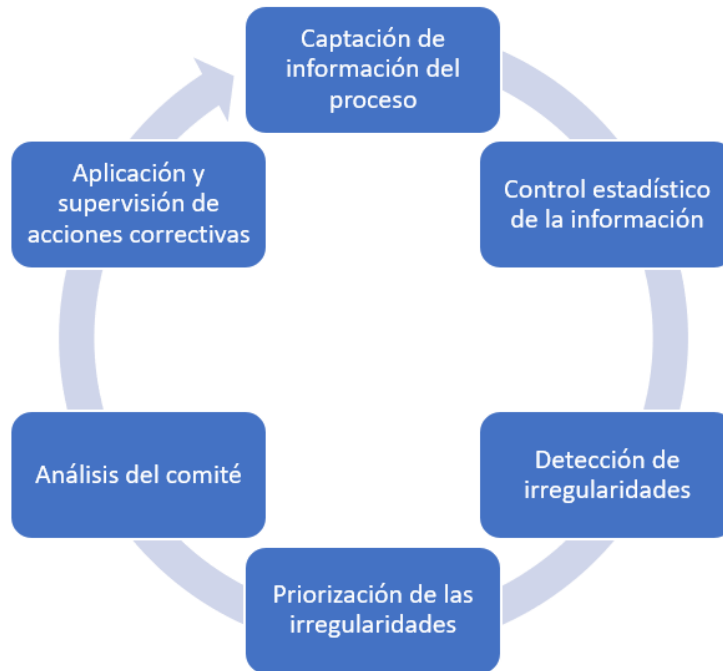 Captación de
información del
proceso
Control estadístico
de la información
Detección de
irregularidades
Priorización de las
irregularidades
Análisis del comité
Aplicación y
supervisión de
acciones correctivas